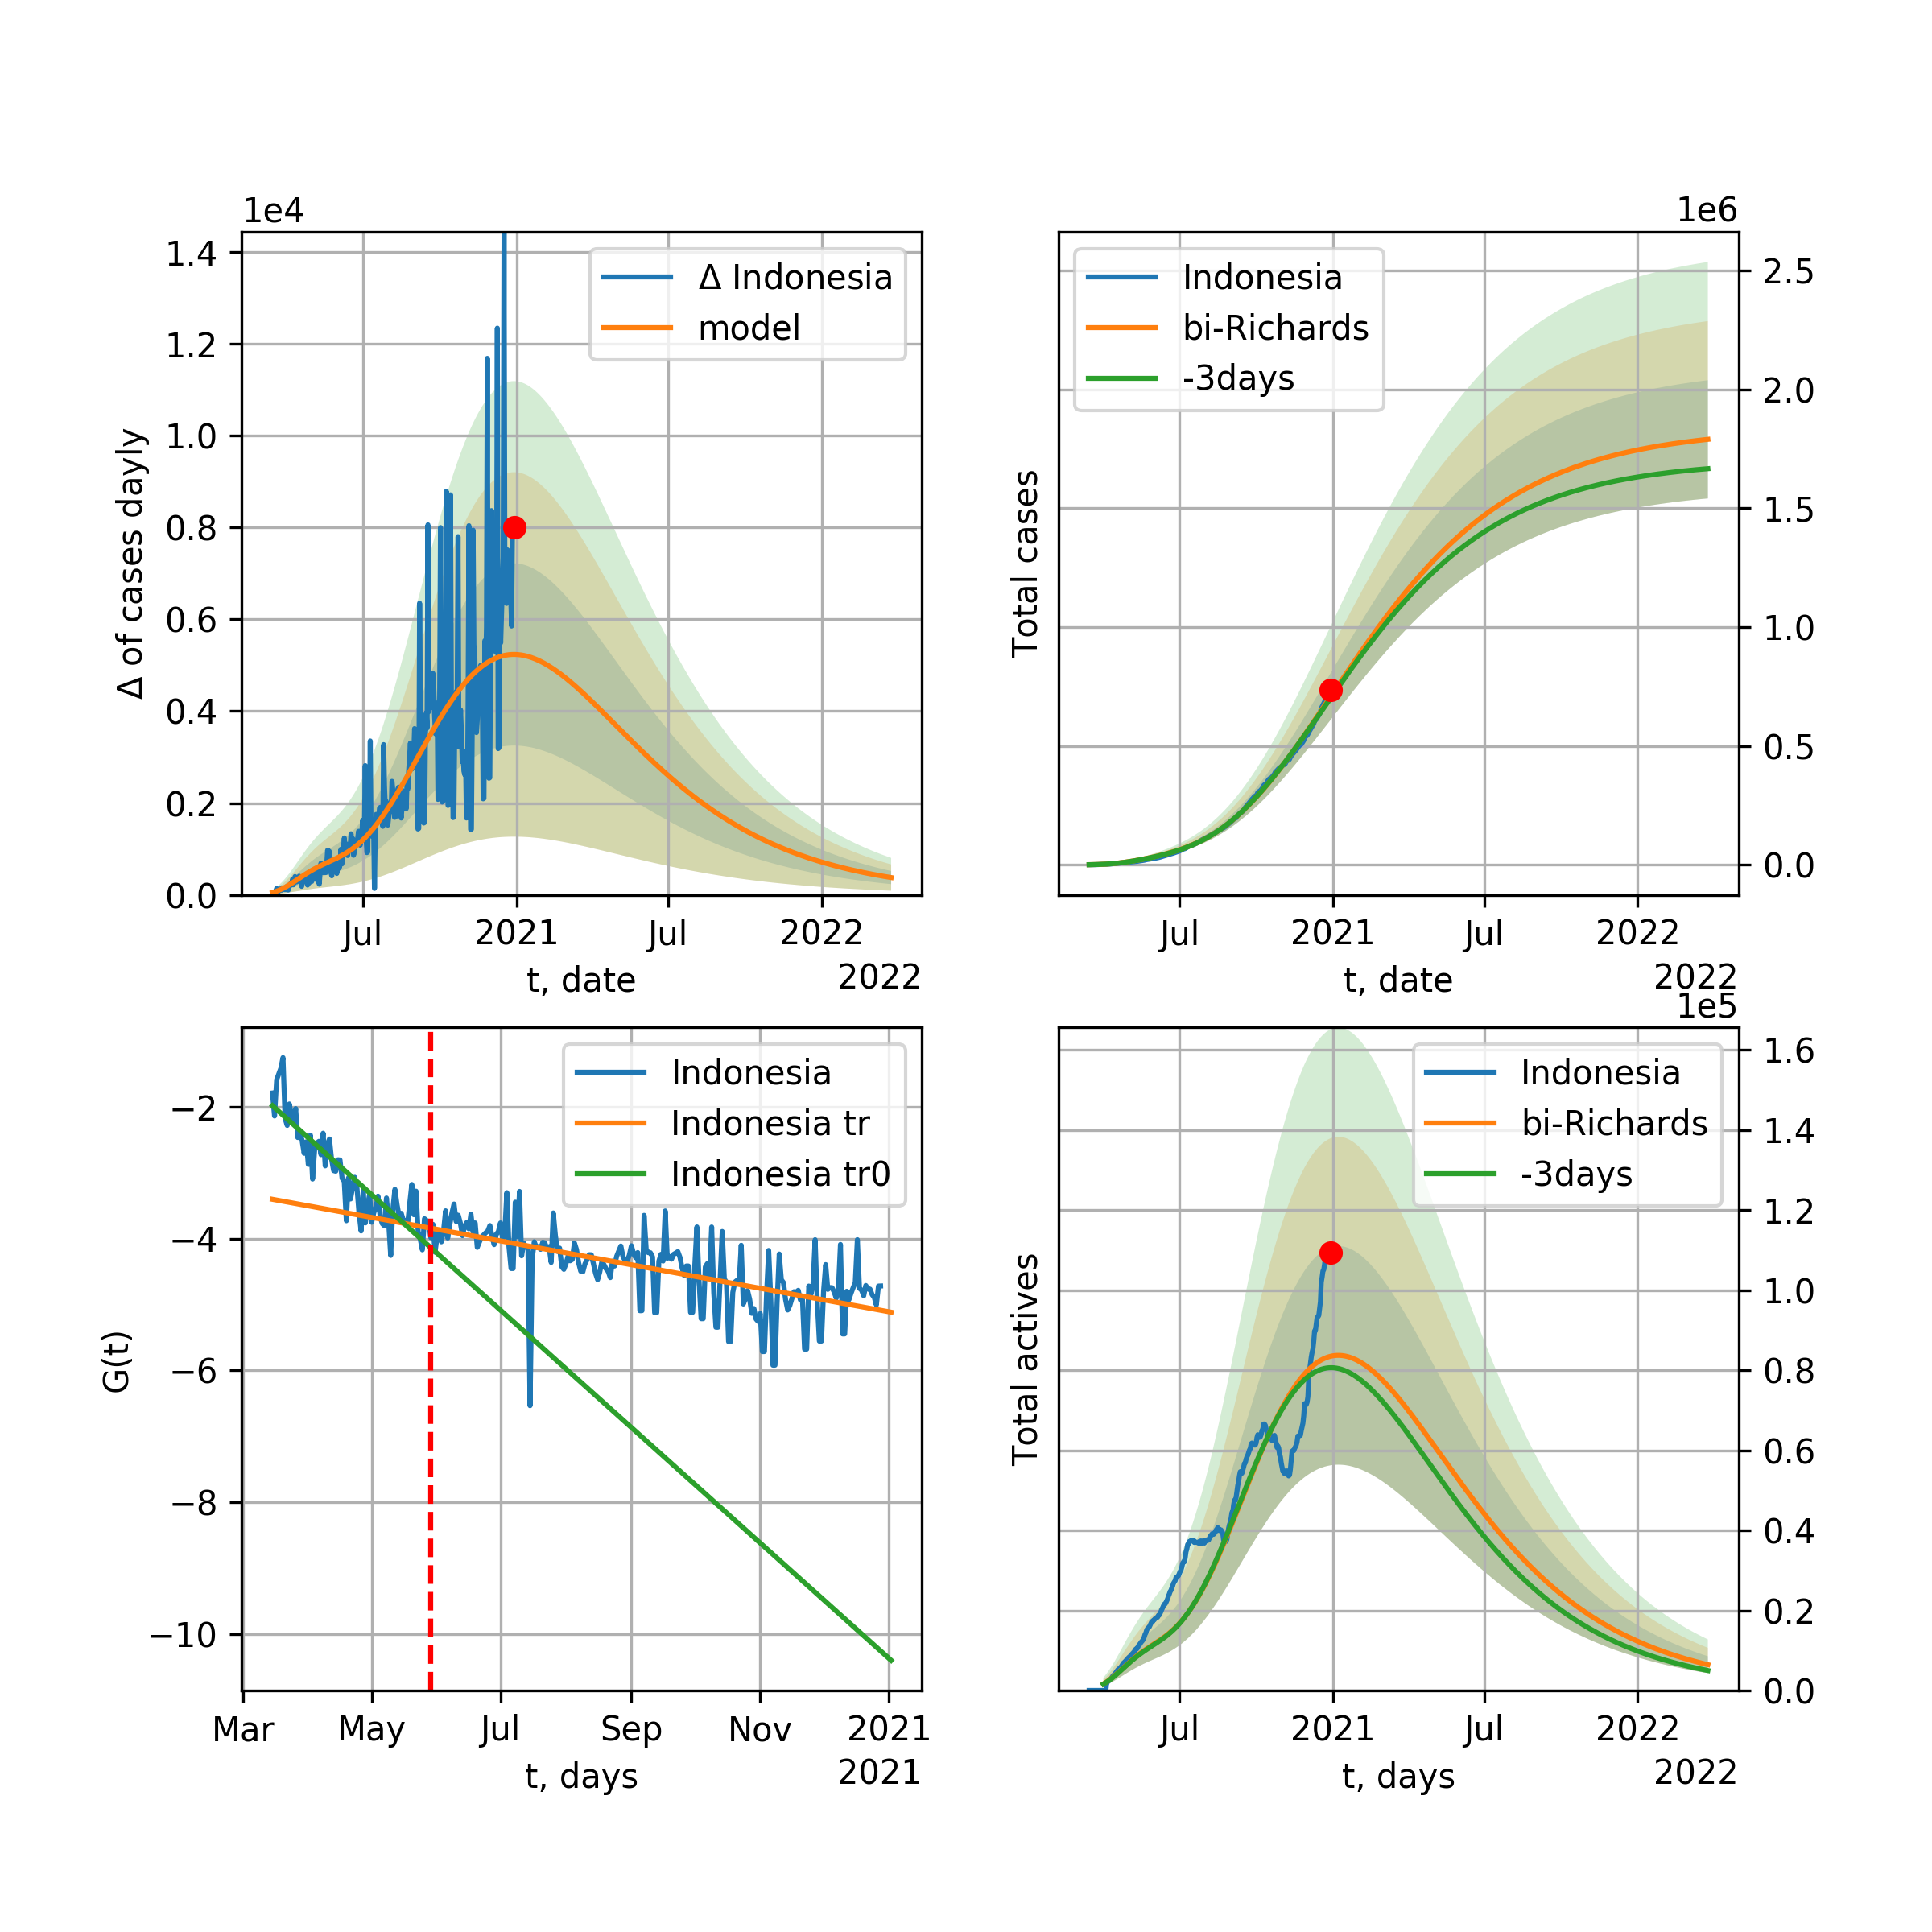 1e4
1.4
1.2
1.0
0.8
0.6
0.4
0.2
0.0
Δ of cases dayly
Δ Indonesia
model
Jul
2021
Jul
2022
t, date
2022
1e6
2.5
2.0
1.5
1.0
0.5
0.0
Total cases
Indonesia
bi-Richards
-3days
Jul
2021
Jul
2022
t, date
2022
−2
−4
−6
−8
−10
G(t)
Indonesia
Indonesia tr
Indonesia tr0
Mar
May
Jul
Sep
Nov
2021
t, days
2021
1e5
1.6
1.4
1.2
1.0
0.8
0.6
0.4
0.2
0.0
Total actives
Indonesia
bi-Richards
-3days
Jul
2021
Jul
2022
t, days
2022